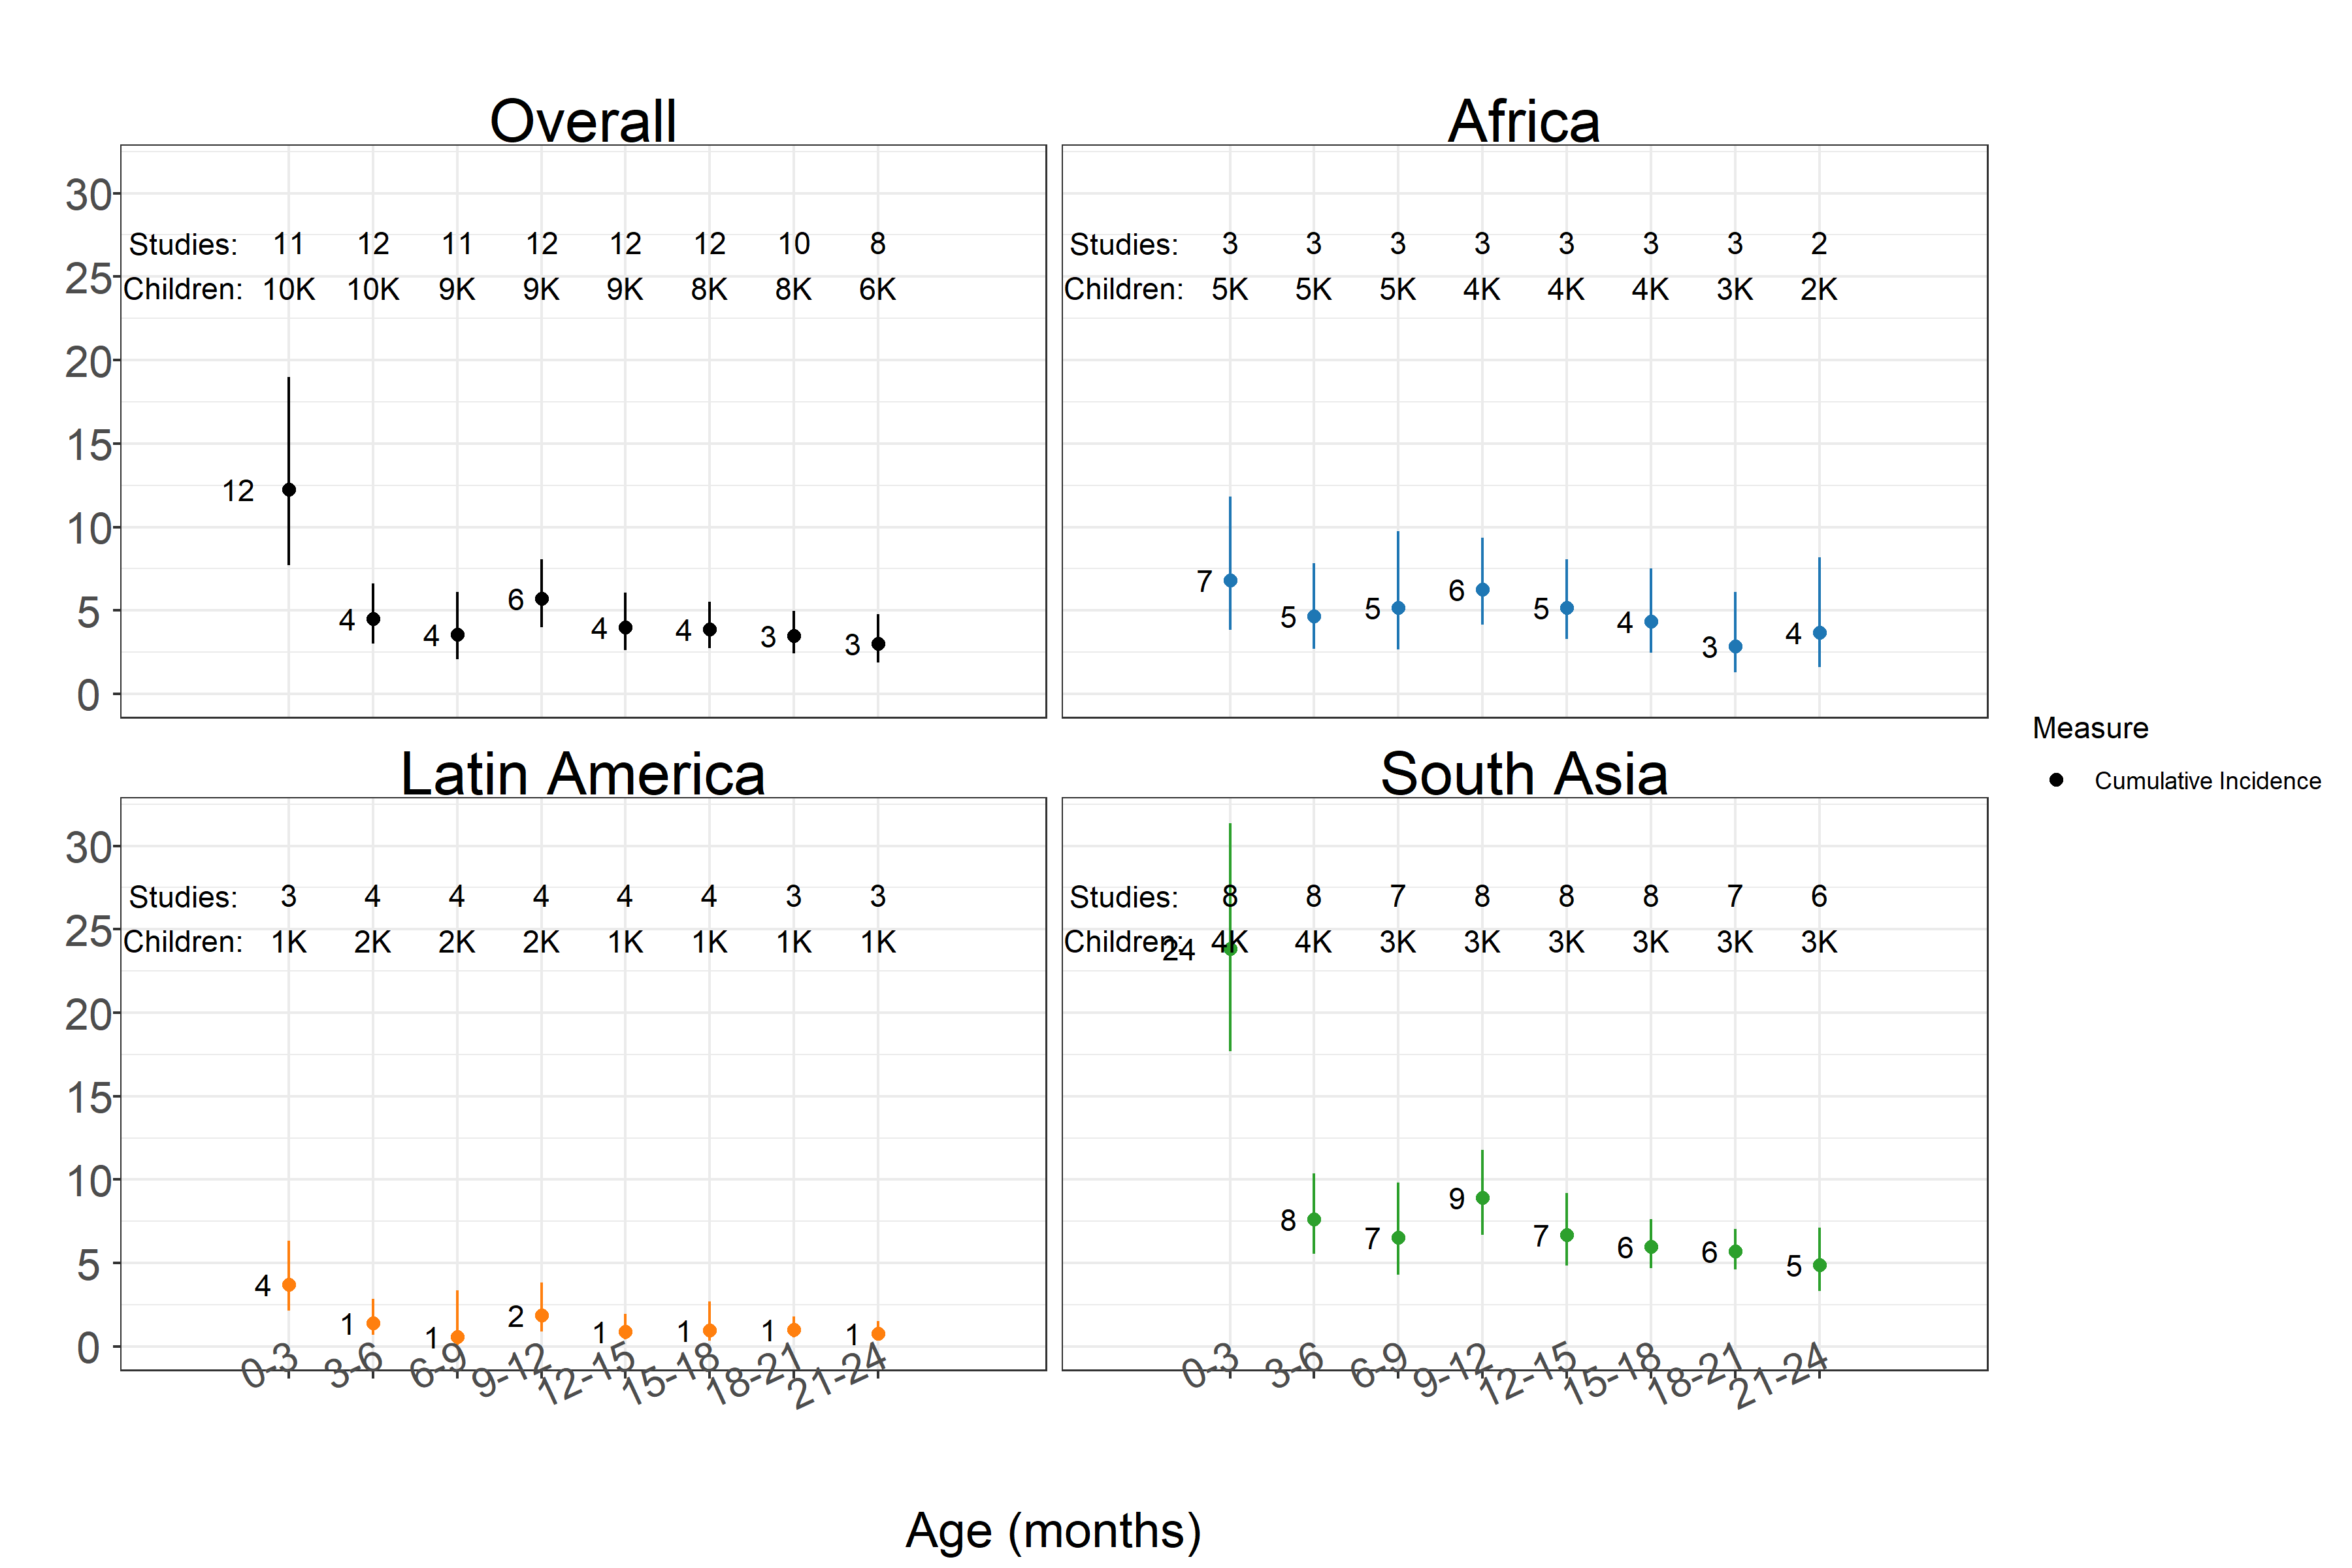 Overall
30
Studies: 11 12 11 12 12 12 10 8
25
Children: 10K 10K 9K 9K 9K 8K 8K 6K
20
15
12
10
5
4 4 6 4 4 3 3
0
Africa
Studies: 3 3 3 3 3 3 3 2
Children: 5K 5K 5K 4K 4K 4K 3K 2K
7 5 5 6 5 4 3 4
Measure
Cumulative Incidence
Latin America
30
Studies: 3 4 4 4 4 4 3 3
25
Children: 1K 2K 2K 2K 1K 1K 1K 1K
20
15
10
5
4 1 1 2 1 1 1 1
0
0-3 3-6 6-9 9-12 12-15 15-18 18-21 21-24
South Asia
Studies: 8 8 7 8 8 8 7 6
Children: 4K 4K 3K 3K 3K 3K 3K 3K
24 8 7 9 7 6 6 5
0-3 3-6 6-9 9-12 12-15 15-18 18-21 21-24
Age (months)